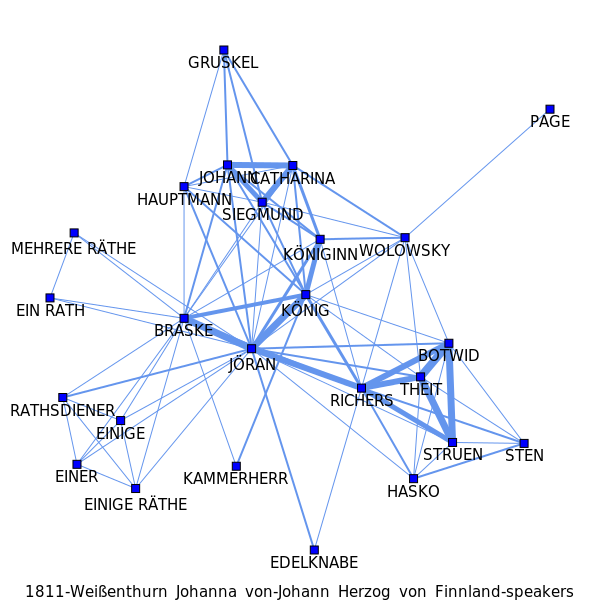 GRUSKEL
PAGE
JOHANN
CATHARINA
HAUPTMANN
SIEGMUND
MEHRERE RÄTHE
KÖNIGINN
WOLOWSKY
EIN RATH
KÖNIG
BRASKE
JÖRAN
BOTWID
THEIT
RICHERS
RATHSDIENER
EINIGE
STRUEN
STEN
EINER
KAMMERHERR
HASKO
EINIGE RÄTHE
EDELKNABE
1811-Weißenthurn Johanna von-Johann Herzog von Finnland-speakers